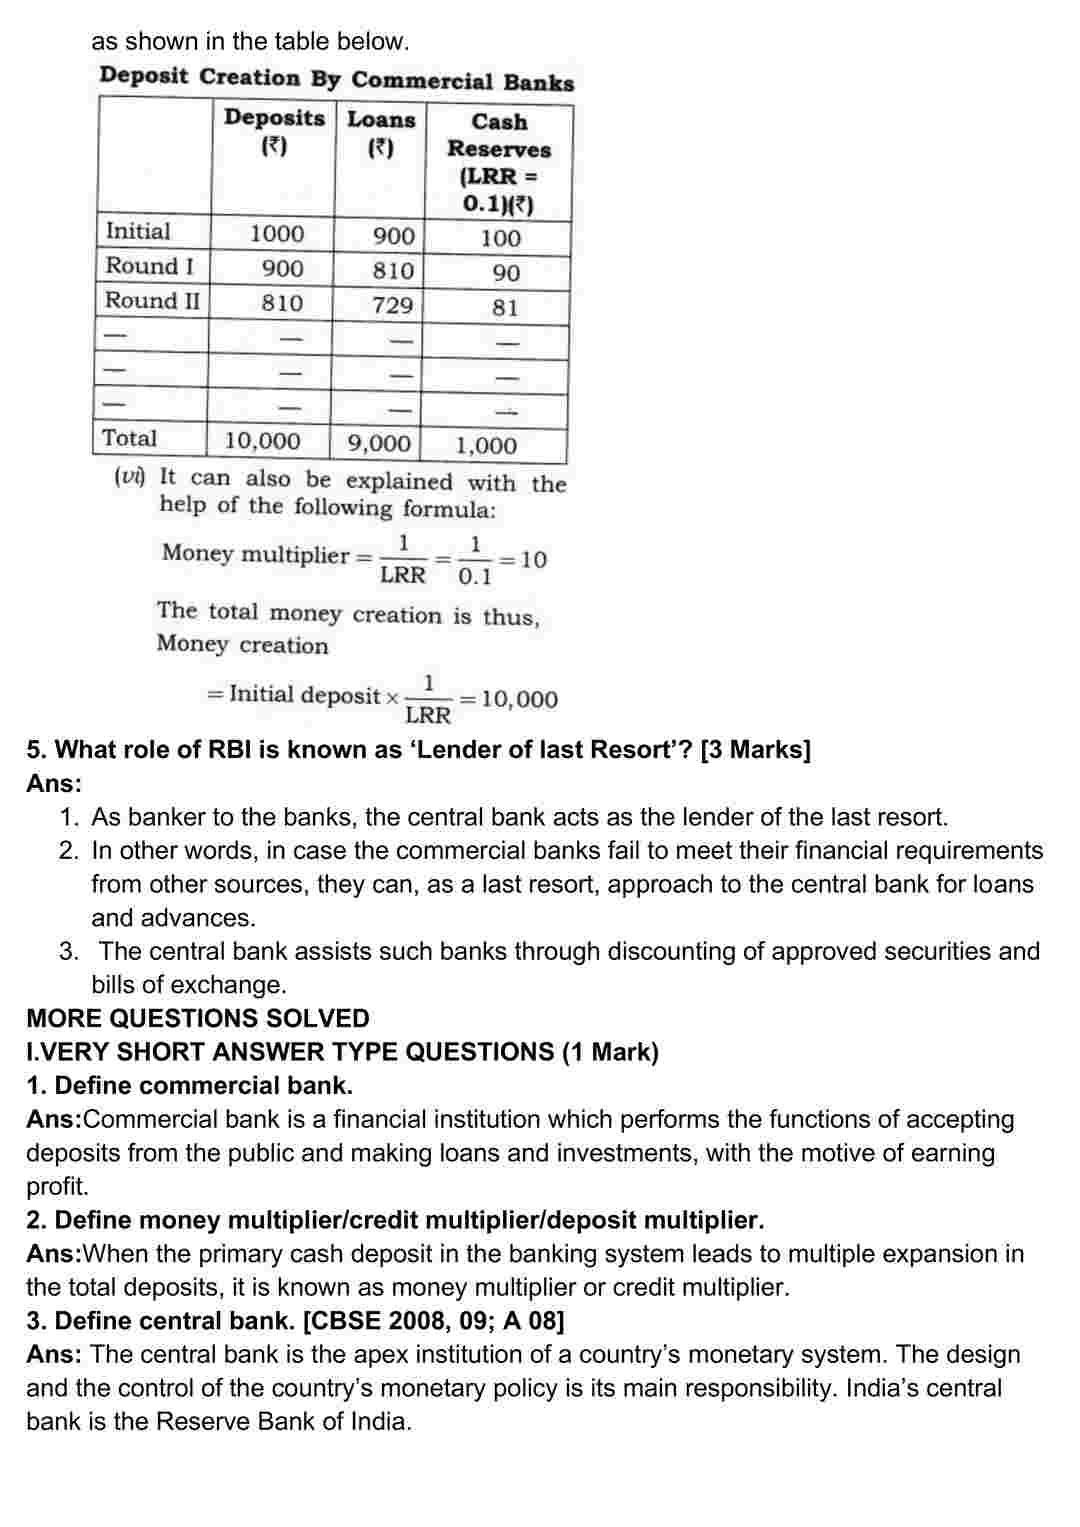 as shown in the table below.
Deposit Creation By Commercial Banks
Deposits (₹) Loans (₹) Cash Reserves (LRR = 0.1)(₹)
Initial 1000 900 100
Round I 900 810 90
Round II 810 729 81
— — — —
— — — —
— — — —
Total 10,000 9,000 1,000
(vi) It can also be explained with the
help of the following formula:
Money multiplier = 1/LRR = 1/0.1 = 10
The total money creation is thus,
Money creation
= Initial deposit × 1/LRR = 10,000
5. What role of RBI is known as ‘Lender of last Resort’? [3 Marks]
Ans:
1. As banker to the banks, the central bank acts as the lender of the last resort.
2. In other words, in case the commercial banks fail to meet their financial requirements
from other sources, they can, as a last resort, approach to the central bank for loans
and advances.
3. The central bank assists such banks through discounting of approved securities and
bills of exchange.
MORE QUESTIONS SOLVED
I.VERY SHORT ANSWER TYPE QUESTIONS (1 Mark)
1. Define commercial bank.
Ans:Commercial bank is a financial institution which performs the functions of accepting
deposits from the public and making loans and investments, with the motive of earning
profit.
2. Define money multiplier/credit multiplier/deposit multiplier.
Ans:When the primary cash deposit in the banking system leads to multiple expansion in
the total deposits, it is known as money multiplier or credit multiplier.
3. Define central bank. [CBSE 2008, 09; A 08]
Ans: The central bank is the apex institution of a country’s monetary system. The design
and the control of the country’s monetary policy is its main responsibility. India’s central
bank is the Reserve Bank of India.